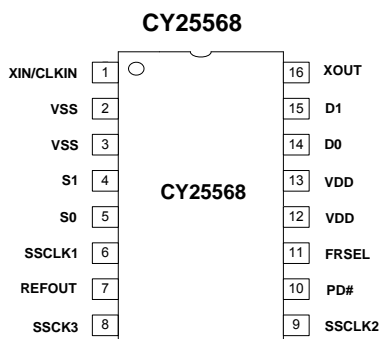 CY25568
XIN/CLKIN 1 16 XOUT
VSS 2 15 D1
VSS 3 14 D0
S1 4 13 VDD
CY25568
S0 5 12 VDD
SSCLK1 6 11 FRSEL
REFOUT 7 10 PD#
SSCK3 8 9 SSCLK2